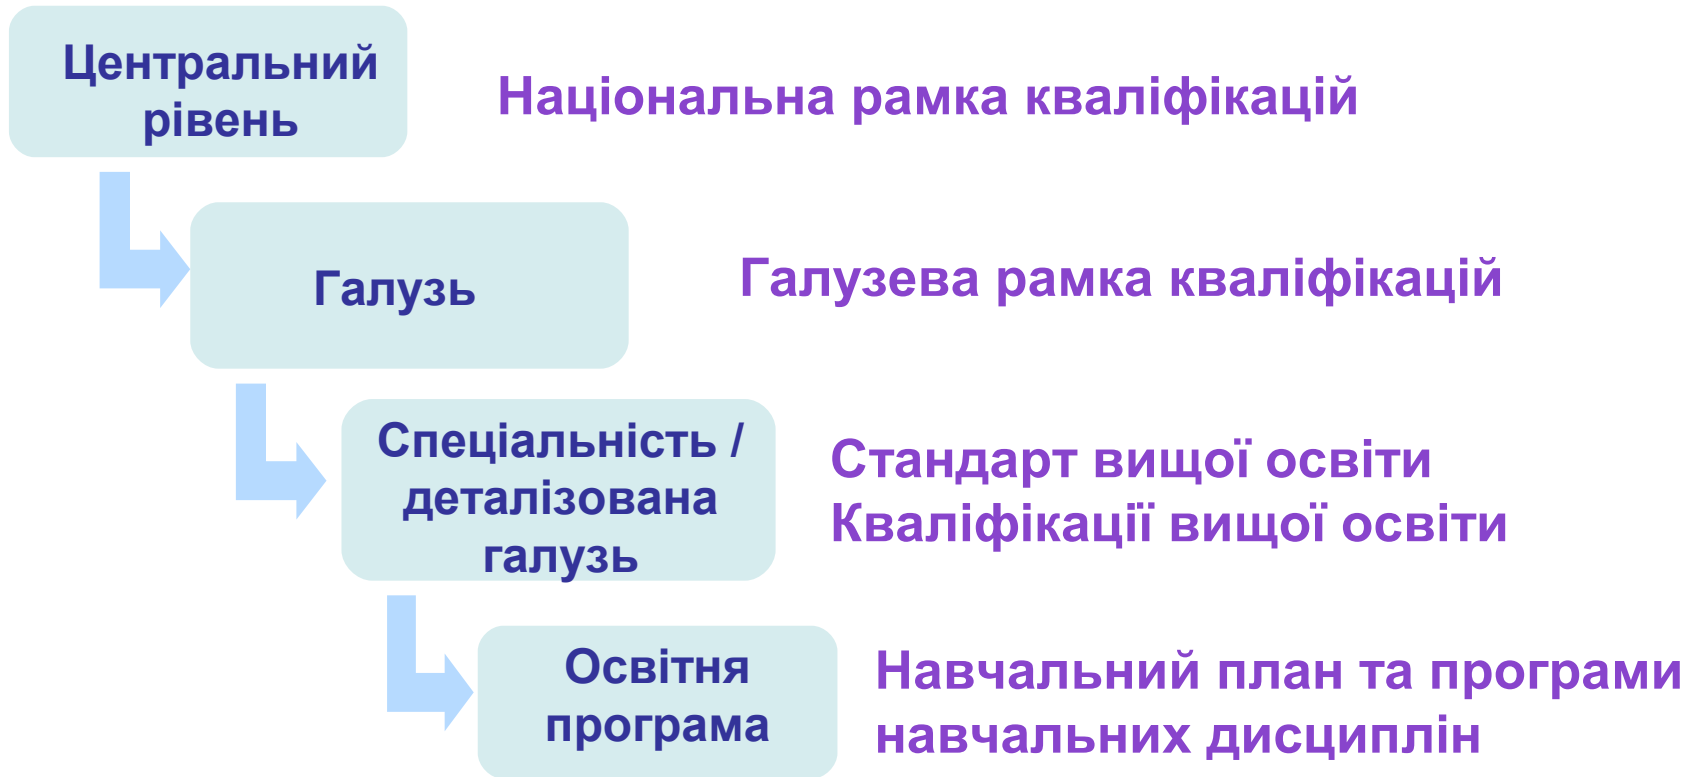 Центральний
рівень
Національна рамка кваліфікацій
Галузь
Галузева рамка кваліфікацій
Спеціальність /
деталізована
галузь
Стандарт вищої освіти
Кваліфікації вищої освіти
Освітня
програма
Навчальний план та програми
навчальних дисциплін